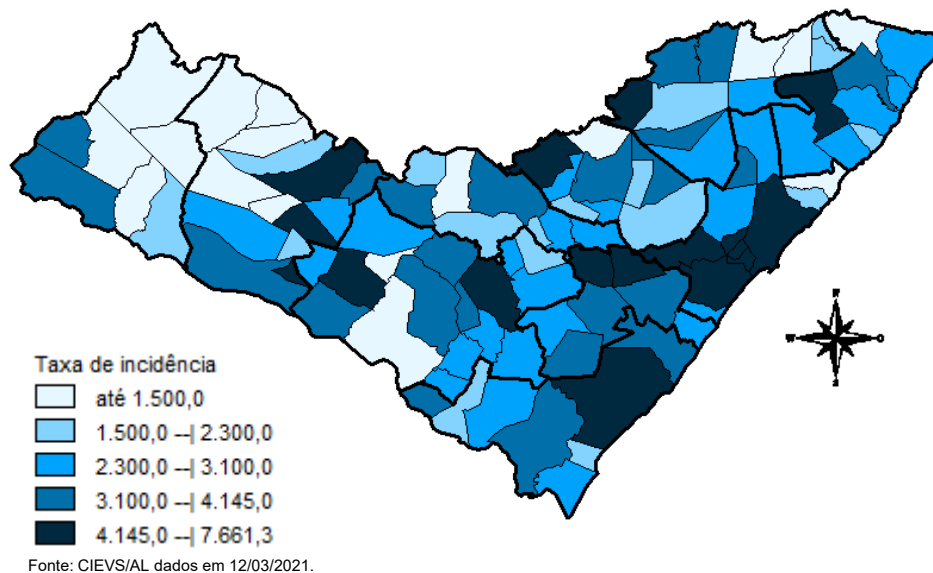 Taxa de incidência
até 1.500,0
1.500,0 --| 2.300,0
2.300,0 --| 3.100,0
3.100,0 --| 4.145,0
4.145,0 --| 7.661,3
Fonte: CIEVS/AL dados em 12/03/2021.